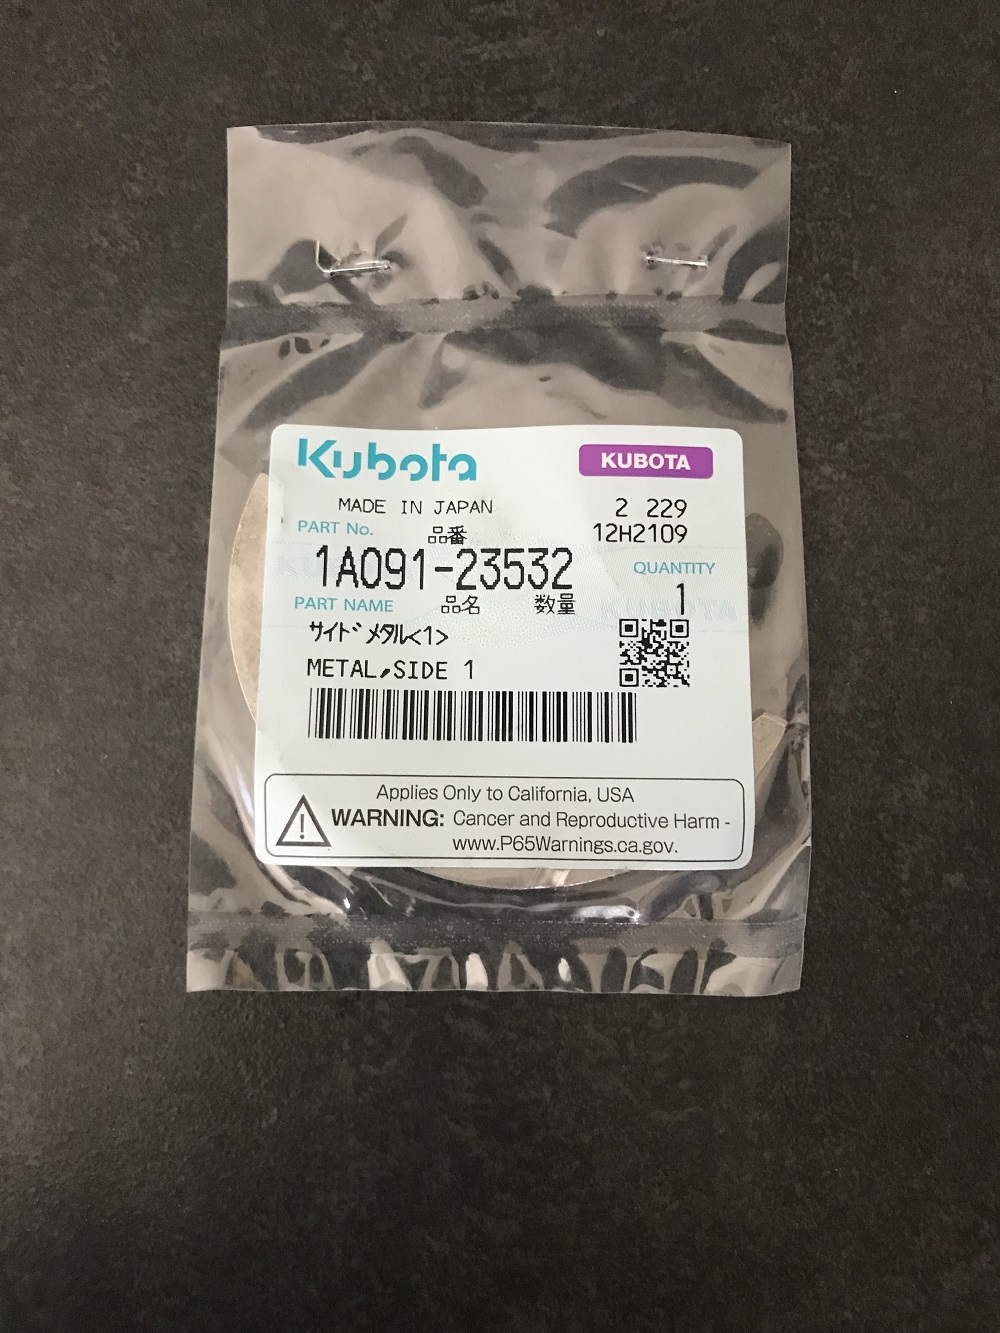 Kubota KUBOTA
MADE IN JAPAN 2 229
PART No. 品番 12H2109
1A091-23532 QUANTITY
PART NAME 品名 数量 1
サイドメタル<1>
METAL,SIDE 1
Applies Only to California, USA
WARNING: Cancer and Reproductive Harm -
www.P65Warnings.ca.gov.